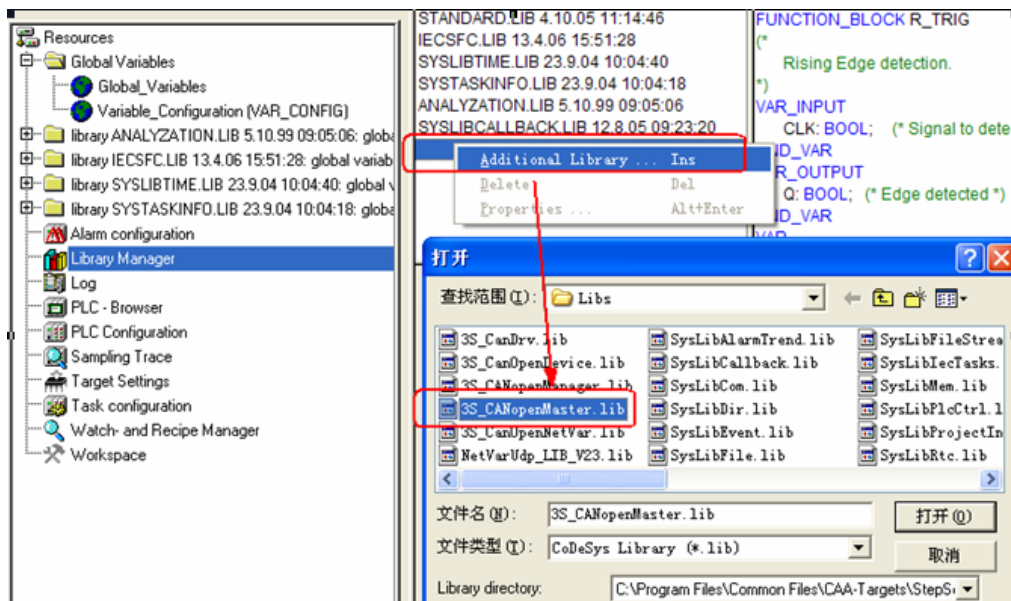 Resources
Global Variables
Global_Variables
Variable_Configuration (VAR_CONFIG)
library ANALYZATION.LIB 5.10.99 09:05:06: globa
library IECSFC.LIB 13.4.06 15:51:28: global variab
library SYSLIBTIME.LIB 23.9.04 10:04:40: global v
library SYSTASKINFO.LIB 23.9.04 10:04:18: globa
Alarm configuration
Library Manager
Log
PLC - Browser
PLC Configuration
Sampling Trace
Target Settings
Task configuration
Watch- and Recipe Manager
Workspace
STANDARD.LIB 4.10.05 11:14:46
IECSFC.LIB 13.4.06 15:51:28
SYSLIBTIME.LIB 23.9.04 10:04:40
SYSTASKINFO.LIB 23.9.04 10:04:18
ANALYZATION.LIB 5.10.99 09:05:06
SYSLIBCALLBACK.LIB 12.8.05 09:23:20
Additional Library ... Ins
Delete Del
Properties ... Alt+Enter
FUNCTION_BLOCK R_TRIG
(*
Rising Edge detection.
*)
VAR_INPUT
CLK: BOOL; (* Signal to dete
ND_VAR
R_OUTPUT
Q: BOOL; (* Edge detected *)
ND_VAR
VAR
打开
查找范围(I): Libs
3S_CanDrv.lib SysLibAlarmTrend.lib SysLibFileStrea
3S_CanOpenDevice.lib SysLibCallback.lib SysLibIecTasks.
3S_CANopenManager.lib SysLibCom.lib SysLibMem.lib
3S_CANopenMaster.lib SysLibDir.lib SysLibPlcCtrl.l
3S_CanOpenNetVar.lib SysLibEvent.lib SysLibProjectIn
NetVarUdp_LIB_V23.lib SysLibFile.lib SysLibRtc.lib
文件名(N): 3S_CANopenMaster.lib 打开(O)
文件类型(T): CoDeSys Library (*.lib) 取消
Library directory: C:\Program Files\Common Files\CAA-Targets\StepS